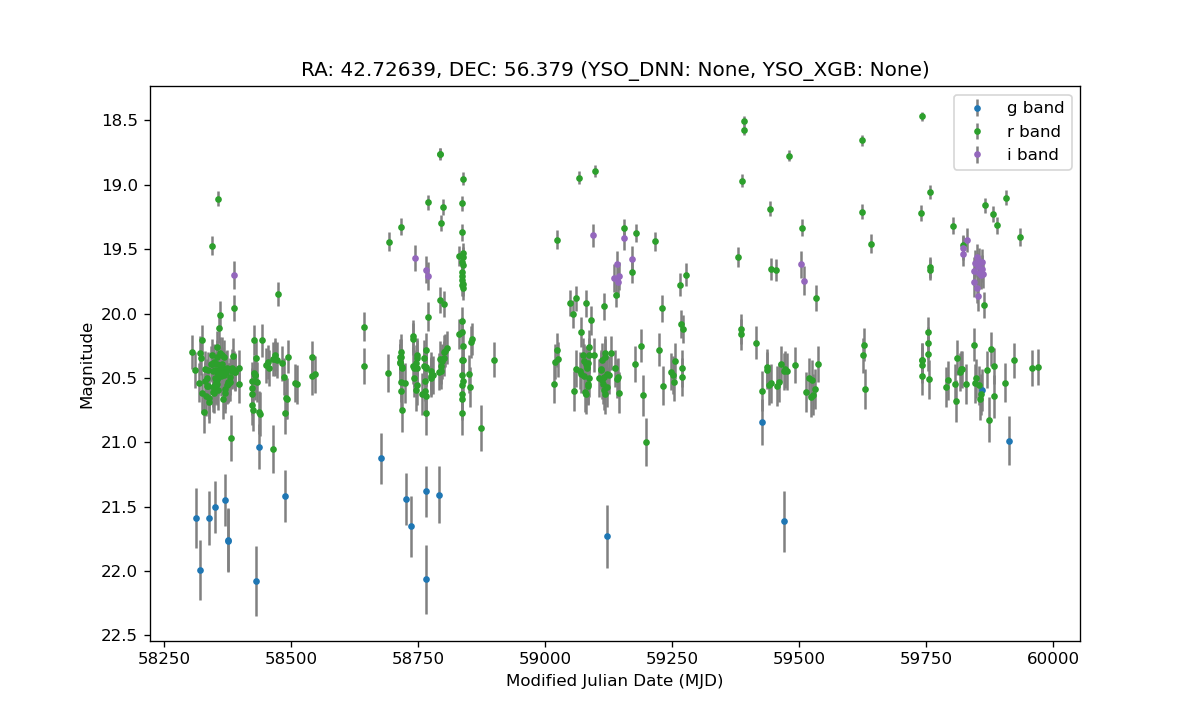 RA: 42.72639, DEC: 56.379 (YSO_DNN: None, YSO_XGB: None)
g band
r band
i band
18.5
19.0
19.5
20.0
20.5
21.0
21.5
22.0
22.5
Magnitude
58250
58500
58750
59000
59250
59500
59750
60000
Modified Julian Date (MJD)